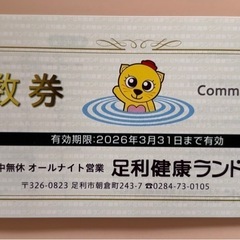 数券
Comm
有効期限:2026年3月31日まで有効
中無休 オールナイト営業 足利健康ランド
〒326-0823 足利市朝倉町243-7 ☎0284-73-0105